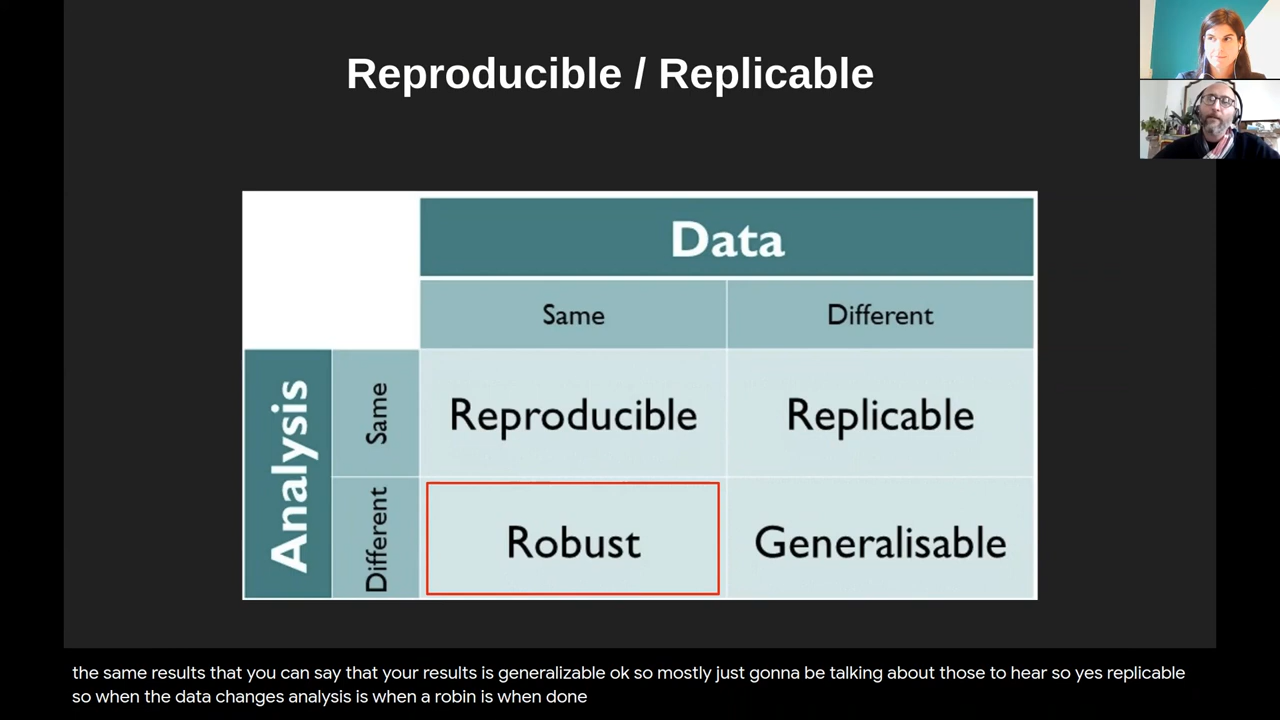 Reproducible / Replicable
Data
Same
Different
Analysis
Same
Reproducible
Replicable
Different
Robust
Generalisable
the same results that you can say that your results is generalizable ok so mostly just gonna be talking about those to hear so yes replicable
so when the data changes analysis is when a robin is when done